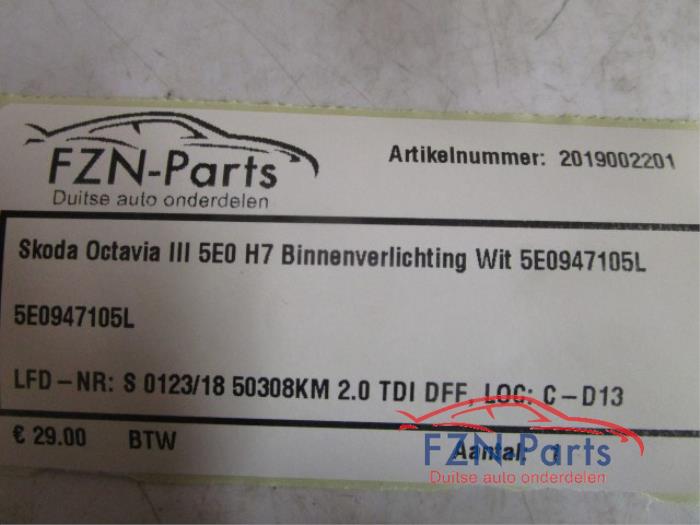 FZN-Parts
Duitse auto onderdelen
Artikelnummer: 2019002201
Skoda Octavia III 5E0 H7 Binnenverlichting Wit 5E0947105L
5E0947105L
LFD-NR: S 0123/18 50308KM 2.0 TDI DFF, LOC: C-D13
€ 29.00 BTW Aantal: 1
FZN-Parts
Duitse auto onderdelen